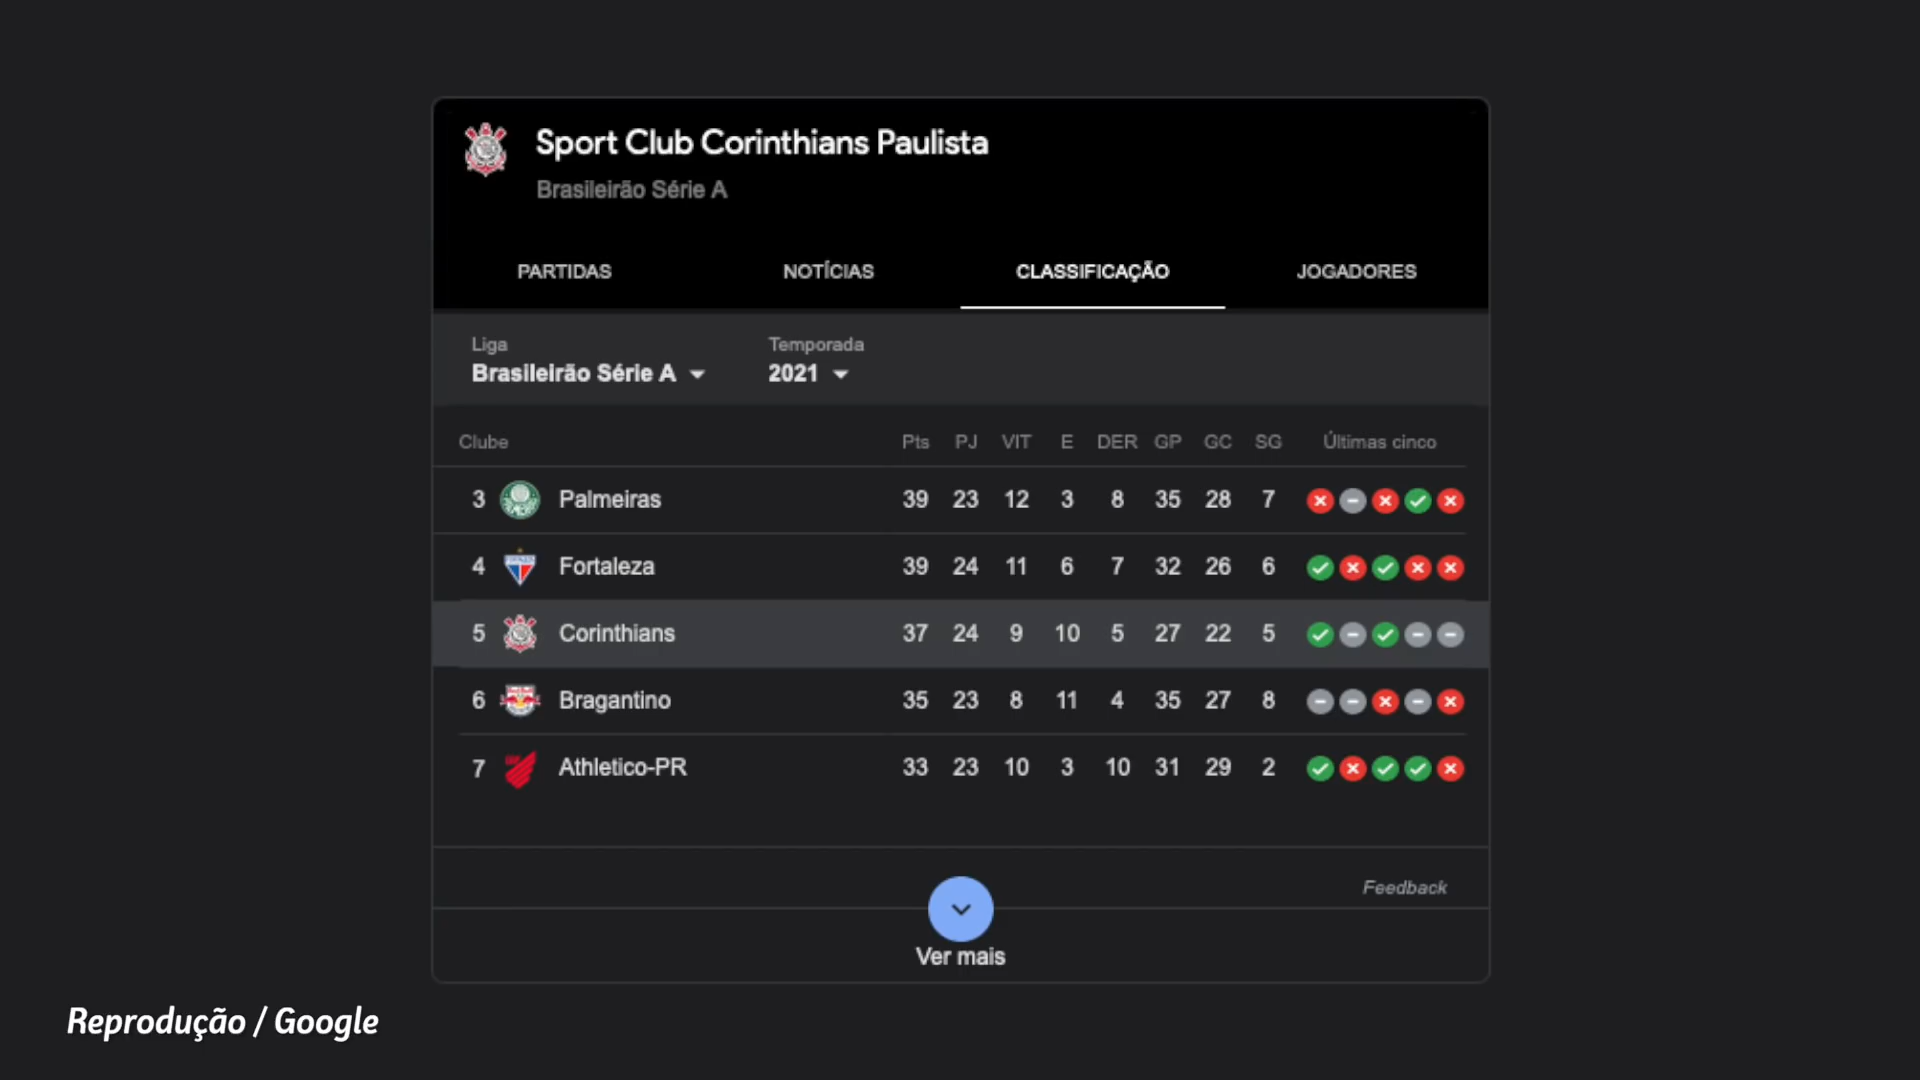 Sport Club Corinthians Paulista
Brasileirão Série A
PARTIDAS NOTÍCIAS CLASSIFICAÇÃO JOGADORES
Liga Temporada
Brasileirão Série A 2021
Clube Pts PJ VIT E DER GP GC SG Últimas cinco
3 Palmeiras 39 23 12 3 8 35 28 7
4 Fortaleza 39 24 11 6 7 32 26 6
5 Corinthians 37 24 9 10 5 27 22 5
6 Bragantino 35 23 8 11 4 35 27 8
7 Athletico-PR 33 23 10 3 10 31 29 2
Feedback
Ver mais
Reprodução / Google